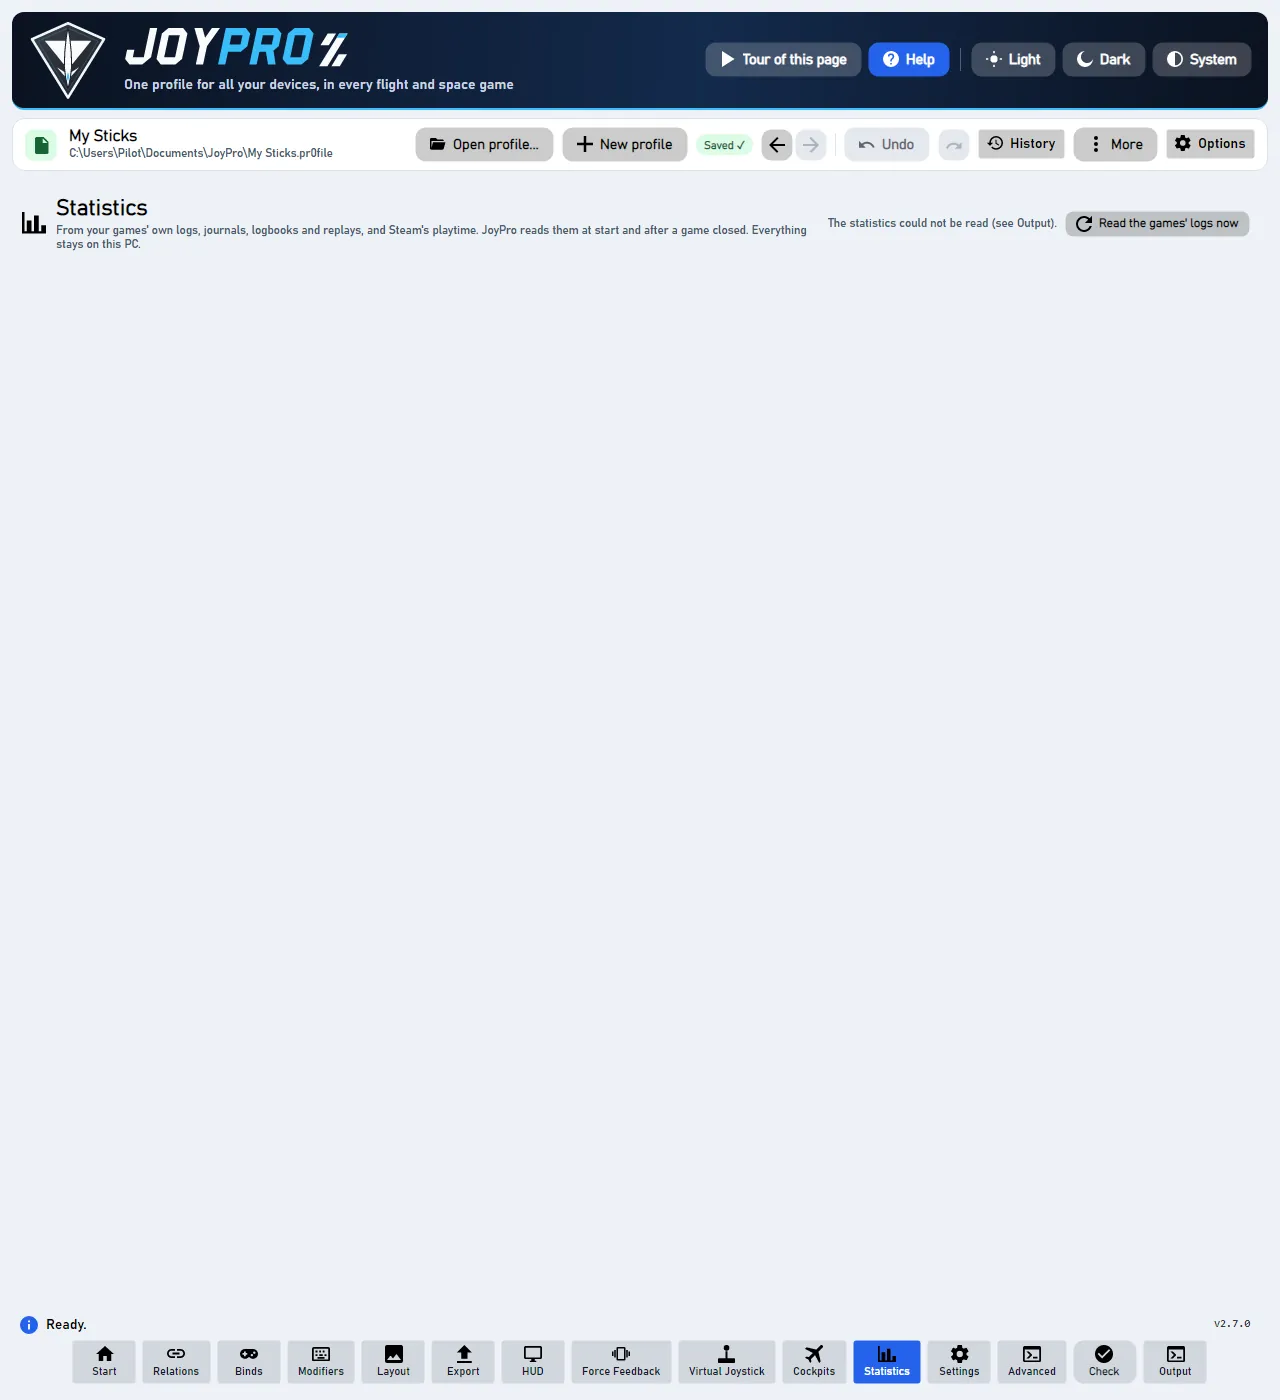 JOYPRO
One profile for all your devices, in every flight and space game
Tour of this page
Help
Light
Dark
System
My Sticks
C:\Users\Pilot\Documents\JoyPro\My Sticks.pr0file
Open profile...
New profile
Saved ✓
Undo
History
More
Options
Statistics
From your games' own logs, journals, logbooks and replays, and Steam's playtime. JoyPro reads them at start and after a game closed. Everything
stays on this PC.
The statistics could not be read (see Output).
Read the games' logs now
Ready.
v2.7.0
Start
Relations
Binds
Modifiers
Layout
Export
HUD
Force Feedback
Virtual Joystick
Cockpits
Statistics
Settings
Advanced
Check
Output